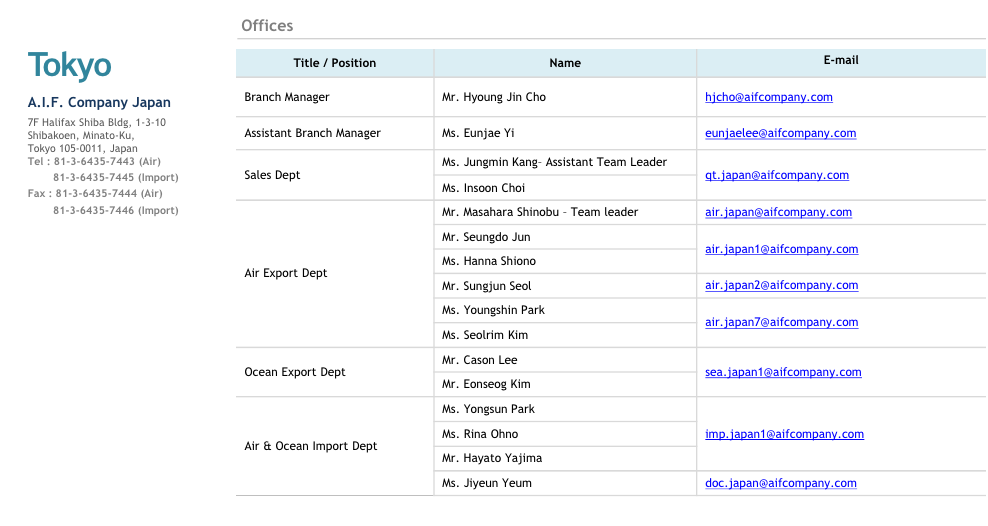 Offices
Tokyo
A.I.F. Company Japan
7F Halifax Shiba Bldg, 1-3-10
Shibakoen, Minato-Ku,
Tokyo 105-0011, Japan
Tel : 81-3-6435-7443 (Air)
81-3-6435-7445 (Import)
Fax : 81-3-6435-7444 (Air)
81-3-6435-7446 (Import)
Title / Position Name E-mail
Branch Manager Mr. Hyoung Jin Cho hjcho@aifcompany.com
Assistant Branch Manager Ms. Eunjae Yi eunjaelee@aifcompany.com
Sales Dept Ms. Jungmin Kang– Assistant Team Leader qt.japan@aifcompany.com
Ms. Insoon Choi
Air Export Dept Mr. Masahara Shinobu – Team leader air.japan@aifcompany.com
Mr. Seungdo Jun air.japan1@aifcompany.com
Ms. Hanna Shiono
Mr. Sungjun Seol air.japan2@aifcompany.com
Ms. Youngshin Park air.japan7@aifcompany.com
Ms. Seolrim Kim
Ocean Export Dept Mr. Cason Lee sea.japan1@aifcompany.com
Mr. Eonseog Kim
Air & Ocean Import Dept Ms. Yongsun Park imp.japan1@aifcompany.com
Ms. Rina Ohno
Mr. Hayato Yajima
Ms. Jiyeun Yeum doc.japan@aifcompany.com